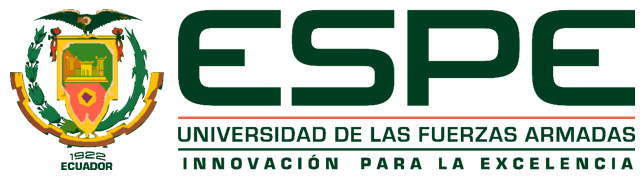 ESPE
UNIVERSIDAD DE LAS FUERZAS ARMADAS
INNOVACIÓN PARA LA EXCELENCIA
1922
ECUADOR